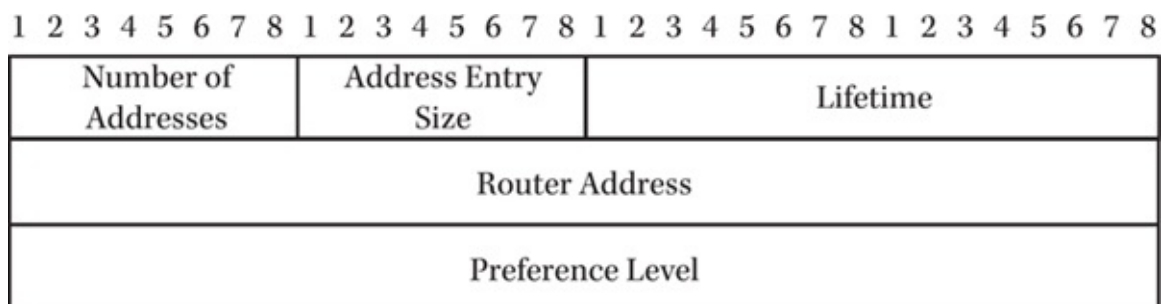 1 2 3 4 5 6 7 8 1 2 3 4 5 6 7 8 1 2 3 4 5 6 7 8 1 2 3 4 5 6 7 8
Number of
Addresses
Address Entry
Size
Lifetime
Router Address
Preference Level